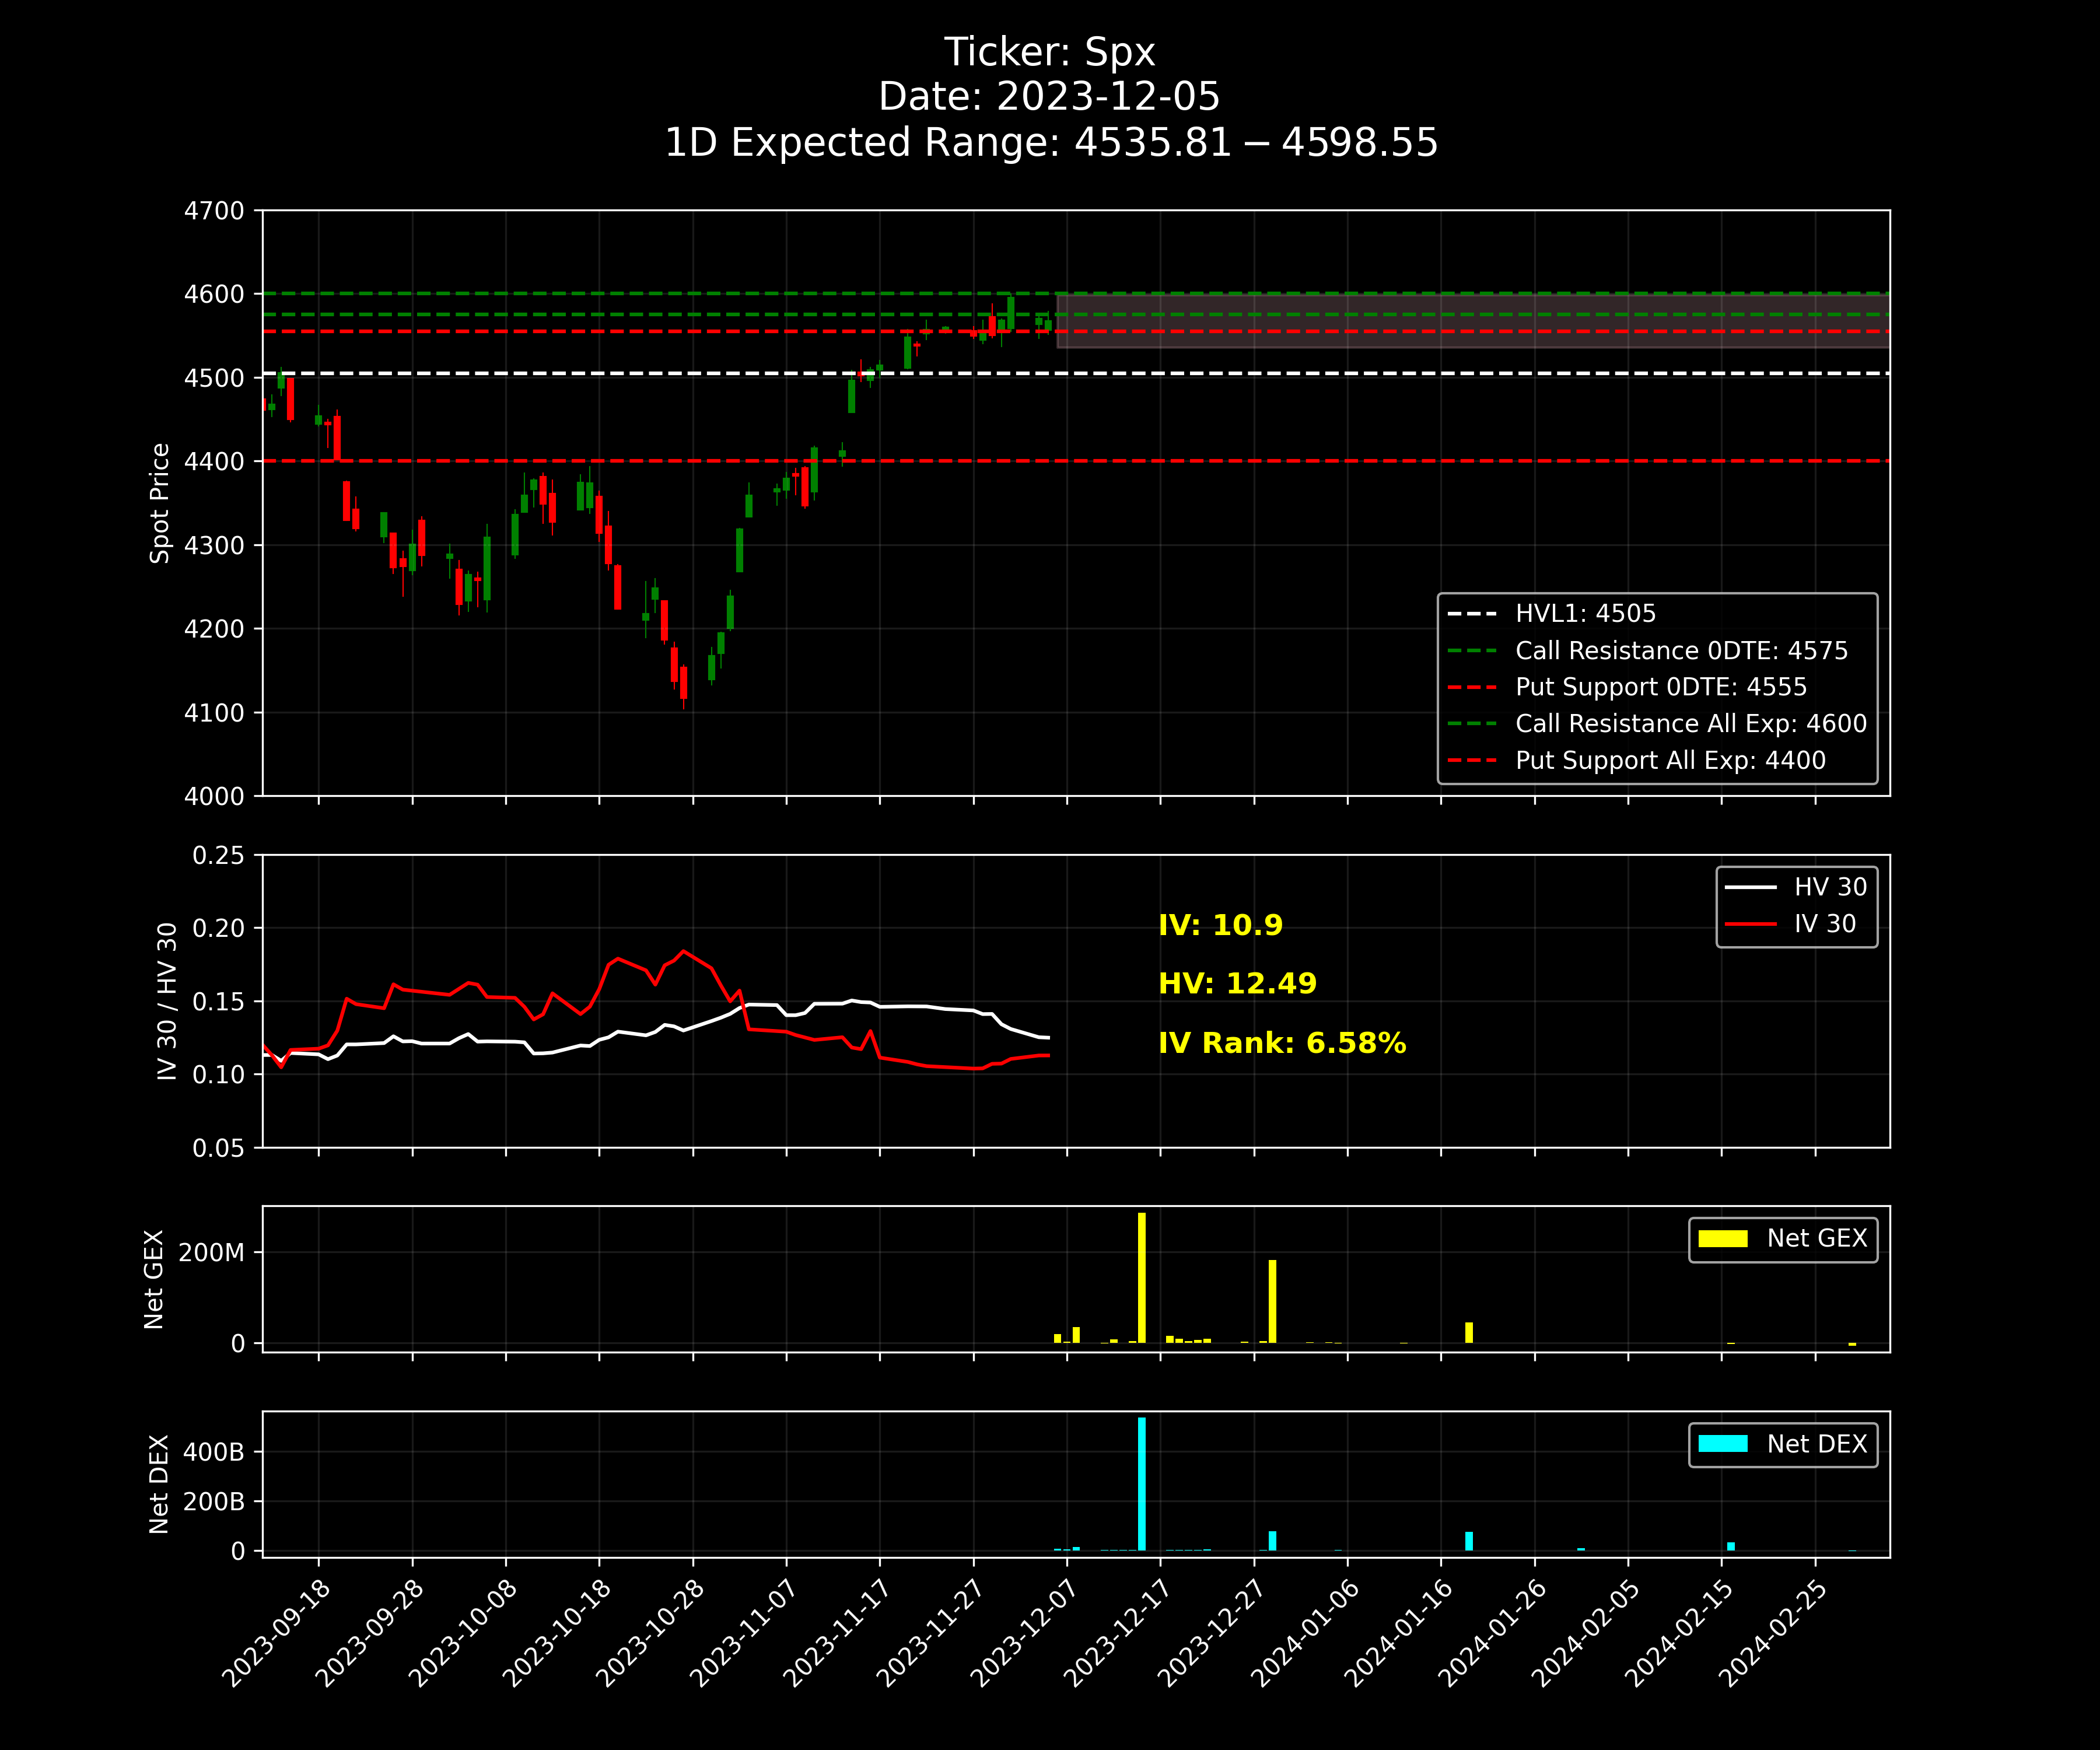 Ticker: Spx
Date: 2023-12-05
1D Expected Range: 4535.81 − 4598.55
4700
4600
4500
4400
4300
4200
4100
4000
Spot Price
HVL1: 4505
Call Resistance 0DTE: 4575
Put Support 0DTE: 4555
Call Resistance All Exp: 4600
Put Support All Exp: 4400
0.25
0.20
0.15
0.10
0.05
IV 30 / HV 30
IV: 10.9
HV: 12.49
IV Rank: 6.58%
HV 30
IV 30
200M
0
Net GEX
Net GEX
400B
200B
0
Net DEX
Net DEX
2023-09-18
2023-09-28
2023-10-08
2023-10-18
2023-10-28
2023-11-07
2023-11-17
2023-11-27
2023-12-07
2023-12-17
2023-12-27
2024-01-06
2024-01-16
2024-01-26
2024-02-05
2024-02-15
2024-02-25